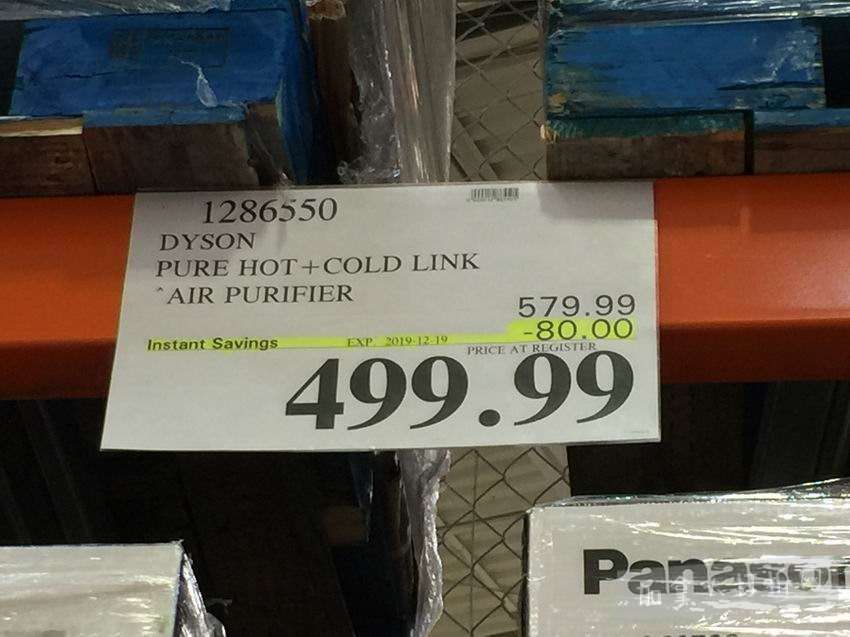 1286550
DYSON
PURE HOT+COLD LINK
^AIR PURIFIER
579.99
-80.00
Instant Savings EXP. 2019-12-19
PRICE AT REGISTER
499.99